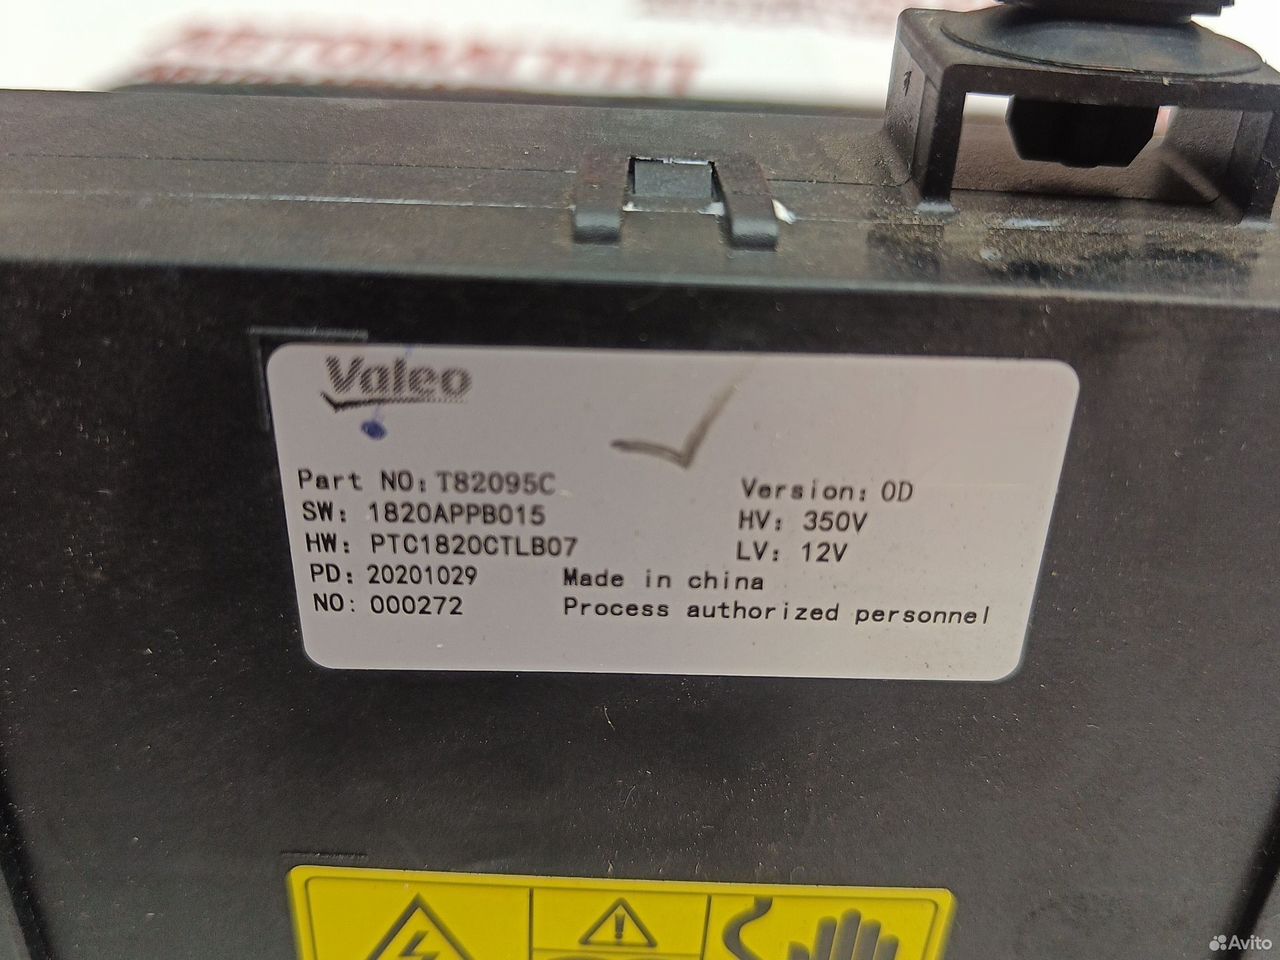 Valeo
Part NO: T82095C
Version: 0D
SW: 1820APPB015
HV: 350V
HW: PTC1820CTLB07
LV: 12V
PD: 20201029
Made in china
NO: 000272
Process authorized personnel
Avito